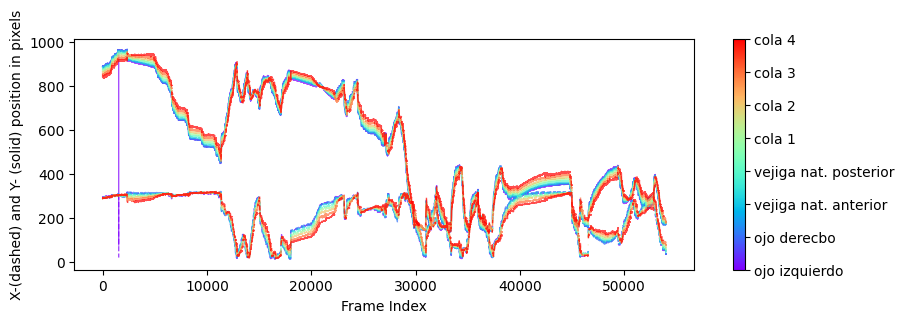 X-(dashed) and Y- (solid) position in pixels
1000
800
600
400
200
0
0
10000
20000
30000
40000
50000
Frame Index
cola 4
cola 3
cola 2
cola 1
vejiga nat. posterior
vejiga nat. anterior
ojo derecbo
ojo izquierdo